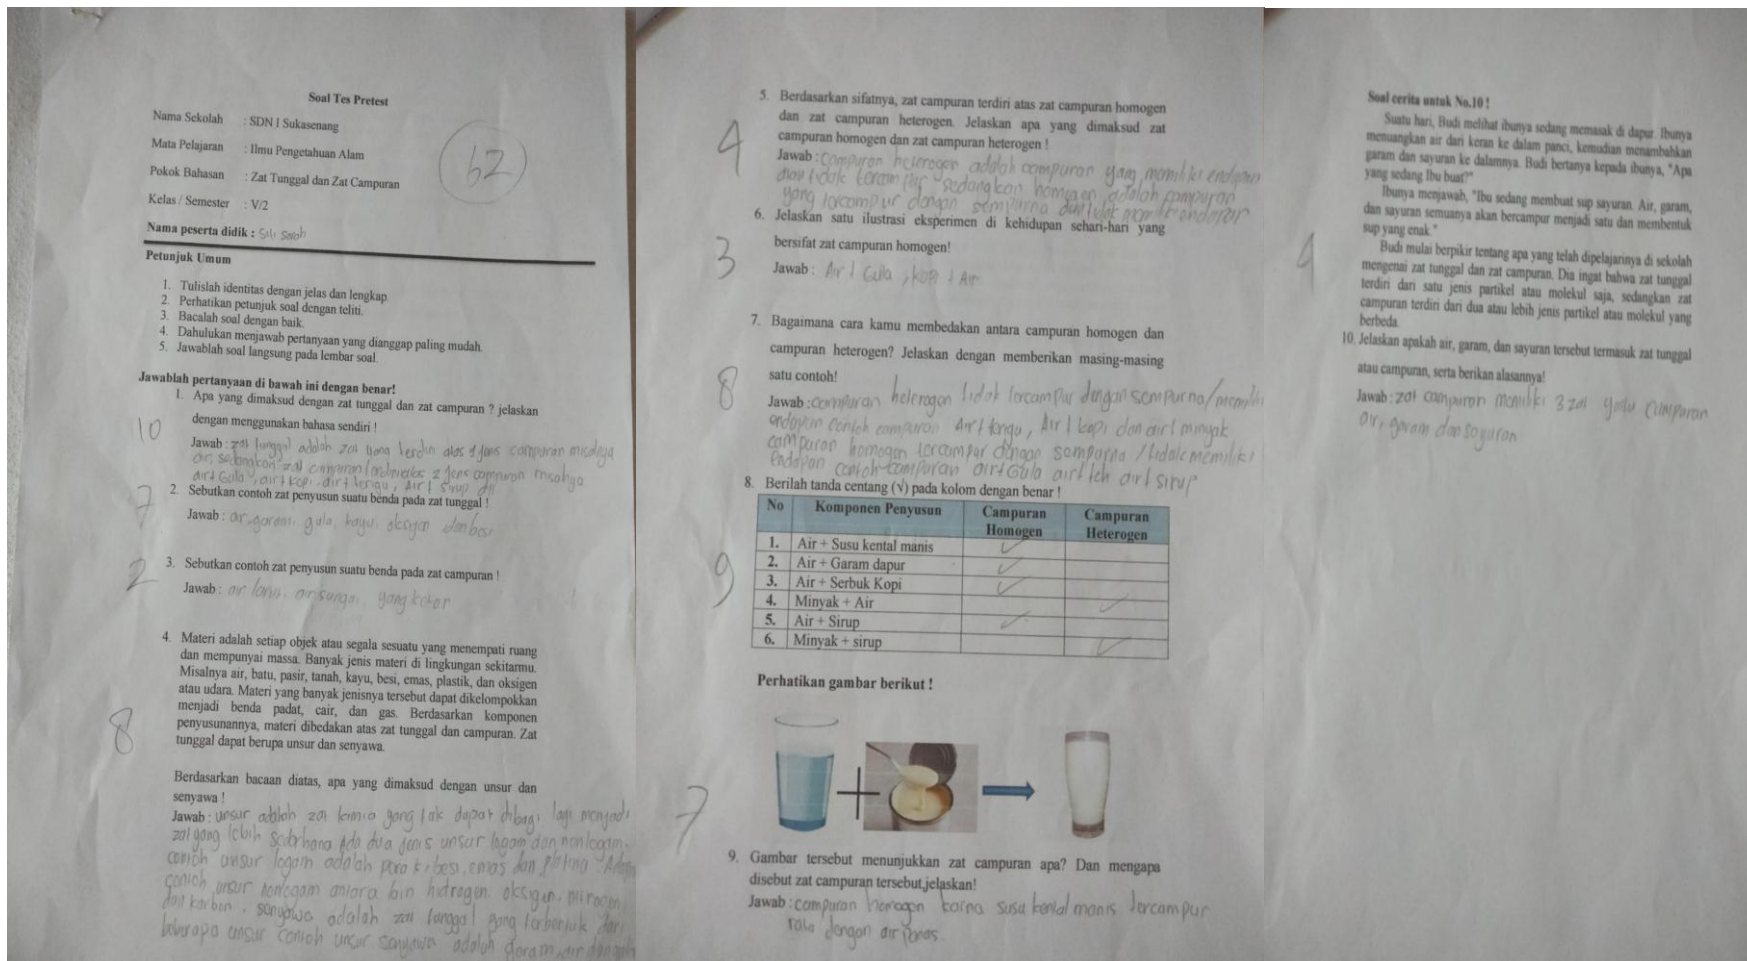 Soal Tes Pretest
Nama Sekolah : SDN 1 Sukasenang
62
Mata Pelajaran : Ilmu Pengetahuan Alam
Pokok Bahasan : Zat Tunggal dan Zat Campuran
Kelas / Semester : V/2
Nama peserta didik : Siti Sarah
Petunjuk Umum
1. Tulislah identitas dengan jelas dan lengkap.
2. Perhatikan petunjuk soal dengan teliti.
3. Bacalah soal dengan baik.
4. Dahulukan menjawab pertanyaan yang dianggap paling mudah.
5. Jawablah soal langsung pada lembar soal.
Jawablah pertanyaan di bawah ini dengan benar!
1. Apa yang dimaksud dengan zat tunggal dan zat campuran ? jelaskan
dengan menggunakan bahasa sendiri !
10
Jawab : zat tunggal adalah zat yang terdiri atas 1 jenis campuran misalnya
air, sedangkan zat campuran 2 jenis campuran misalnya
air+Gula, air+kopi, air+terigu, Air+Sirup
2. Sebutkan contoh zat penyusun suatu benda pada zat tunggal !
7
Jawab : air, garam, gula, kayu, oksigen dan besi
3. Sebutkan contoh zat penyusun suatu benda pada zat campuran !
2
Jawab : air laut, air sungai, yang kotor
4. Materi adalah setiap objek atau segala sesuatu yang menempati ruang
dan mempunyai massa. Banyak jenis materi di lingkungan sekitarmu.
Misalnya air, batu, pasir, tanah, kayu, besi, emas, plastik, dan oksigen
atau udara. Materi yang banyak jenisnya tersebut dapat dikelompokkan
menjadi benda padat, cair, dan gas. Berdasarkan komponen
penyusunannya, materi dibedakan atas zat tunggal dan campuran. Zat
tunggal dapat berupa unsur dan senyawa.
8
Berdasarkan bacaan diatas, apa yang dimaksud dengan unsur dan
senyawa !
Jawab : unsur adalah zat kimia yang tak dapat dibagi lagi menjadi
zat yang lebih sederhana Ada dua jenis unsur logam dan nonlogam.
contoh unsur logam adalah perak, besi, emas dan platina.
contoh unsur nonlogam antara lain hidrogen, oksigen, nitrogen,
dan karbon. senyawa adalah zat tunggal yang terbentuk dari
beberapa unsur contoh unsur senyawa adalah garam, air dan gula
5. Berdasarkan sifatnya, zat campuran terdiri atas zat campuran homogen
dan zat campuran heterogen. Jelaskan apa yang dimaksud zat
campuran homogen dan zat campuran heterogen !
4
Jawab : Campuran heterogen adalah campuran yang memiliki endapan
dan tidak tercampur sedangkan homogen adalah campuran
yang tercampur dengan sempurna dan tidak memiliki endapan
6. Jelaskan satu ilustrasi eksperimen di kehidupan sehari-hari yang
bersifat zat campuran homogen!
3
Jawab : Air + Gula, kopi + Air
7. Bagaimana cara kamu membedakan antara campuran homogen dan
campuran heterogen? Jelaskan dengan memberikan masing-masing
satu contoh!
8
Jawab : campuran heterogen tidak tercampur dengan sempurna/memiliki
endapan contoh campuran Air+terigu, Air+kopi dan air+minyak
campuran homogen tercampur dengan sempurna /tidak memiliki
endapan contoh campuran air+Gula air+teh air+sirup
8. Berilah tanda centang (√) pada kolom dengan benar !
No Komponen Penyusun Campuran Homogen Campuran Heterogen
1. Air + Susu kental manis ✓
2. Air + Garam dapur ✓
3. Air + Serbuk Kopi ✓
4. Minyak + Air ✓
5. Air + Sirup ✓
6. Minyak + sirup ✓
9
Perhatikan gambar berikut !
7
9. Gambar tersebut menunjukkan zat campuran apa? Dan mengapa
disebut zat campuran tersebut,jelaskan!
Jawab : campuran homogen karna susu kental manis tercampur
rata dengan air panas.
Soal cerita untuk No.10 !
Suatu hari, Budi melihat ibunya sedang memasak di dapur. Ibunya
menuangkan air dari keran ke dalam panci, kemudian menambahkan
garam dan sayuran ke dalamnya. Budi bertanya kepada ibunya, "Apa
yang sedang Ibu buat?"
Ibunya menjawab, "Ibu sedang membuat sup sayuran. Air, garam,
dan sayuran semuanya akan bercampur menjadi satu dan membentuk
sup yang enak."
4
Budi mulai berpikir tentang apa yang telah dipelajarinya di sekolah
mengenai zat tunggal dan zat campuran. Dia ingat bahwa zat tunggal
terdiri dari satu jenis partikel atau molekul saja, sedangkan zat
campuran terdiri dari dua atau lebih jenis partikel atau molekul yang
berbeda.
10. Jelaskan apakah air, garam, dan sayuran tersebut termasuk zat tunggal
atau campuran, serta berikan alasannya!
Jawab : zat campuran memiliki 3 zat yaitu campuran
air, garam dan sayuran